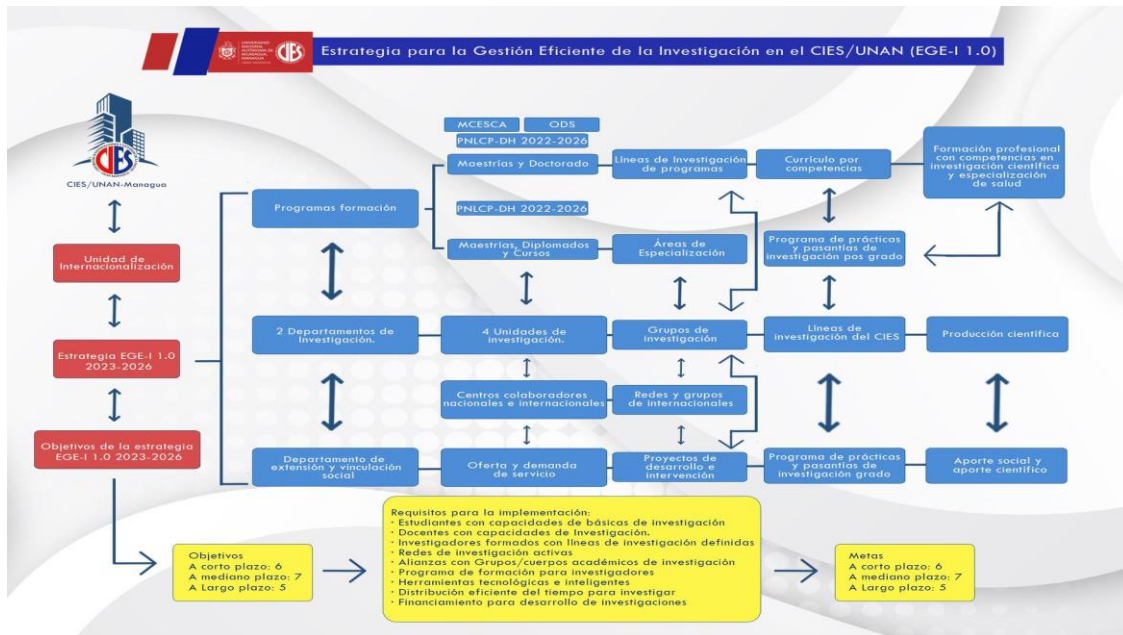 UNIVERSIDAD
NACIONAL
AUTÓNOMA DE
NICARAGUA,
MANAGUA
CIES
Estrategia para la Gestión Eficiente de la Investigación en el CIES/UNAN (EGE-I 1.0)
CIES
CIES/UNAN-Managua
Unidad de
Internacionalización
Estrategia EGE-I 1.0
2023-2026
Objetivos de la estrategia
EGE-I 1.0 2023-2026
MCESCA
ODS
PNLCP-DH 2022-2026
Programas formación
Maestrías y Doctorado
Líneas de Investigación
de programas
Currículo por
competencias
Formación profesional
con competencias en
investigación científica
y especialización
de salud
PNLCP-DH 2022-2026
Maestrías, Diplomados
y Cursos
Áreas de
Especialización
Programa de prácticas
y pasantías de
investigación pos grado
2 Departamentos de
Investigación.
4 Unidades de
investigación.
Grupos de
investigación
Líneas de
investigación del CIES
Producción científica
Centros colaboradores
nacionales e internacionales
Redes y grupos
de internacionales
Departamento de
extensión y vinculación
social
Oferta y demanda
de servicio
Proyectos de
desarrollo e
intervención
Programa de prácticas
y pasantías de
investigación grado
Aporte social y
aporte científico
Objetivos
A corto plazo: 6
A mediano plazo: 7
A Largo plazo: 5
Requisitos para la implementación:
· Estudiantes con capacidades de básicas de investigación
· Docentes con capacidades de Investigación.
· Investigadores formados con líneas de investigación definidas
· Redes de investigación activas
· Alianzas con Grupos/cuerpos académicos de investigación
· Programa de formación para investigadores
· Herramientas tecnológicas e inteligentes
· Distribución eficiente del tiempo para investigar
· Financiamiento para desarrollo de investigaciones
Metas
A corto plazo: 6
A mediano plazo: 7
A Largo plazo: 5